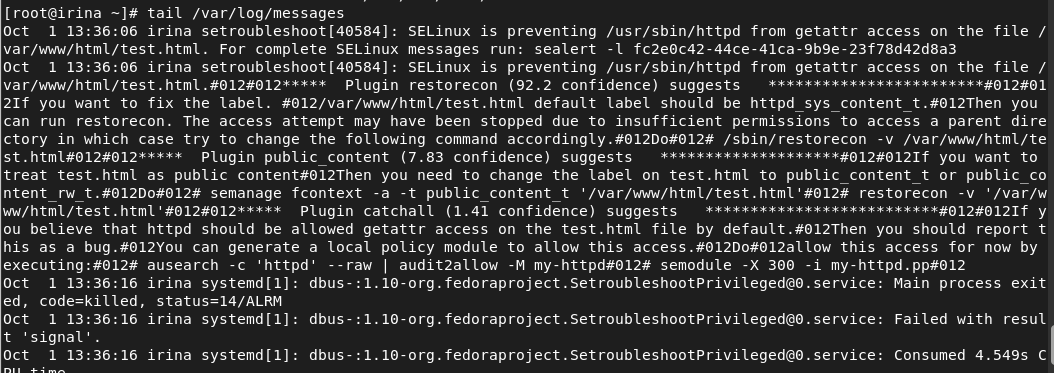 [root@irina ~]# tail /var/log/messages
Oct  1 13:36:06 irina setroubleshoot[40584]: SELinux is preventing /usr/sbin/httpd from getattr access on the file /
var/www/html/test.html. For complete SELinux messages run: sealert -l fc2e0c42-44ce-41ca-9b9e-23f78d42d8a3
Oct  1 13:36:06 irina setroubleshoot[40584]: SELinux is preventing /usr/sbin/httpd from getattr access on the file /
var/www/html/test.html.#012#012*****  Plugin restorecon (92.2 confidence) suggests   ************************#012#01
2If you want to fix the label. #012/var/www/html/test.html default label should be httpd_sys_content_t.#012Then you 
can run restorecon. The access attempt may have been stopped due to insufficient permissions to access a parent dire
ctory in which case try to change the following command accordingly.#012Do#012# /sbin/restorecon -v /var/www/html/te
st.html#012#012*****  Plugin public_content (7.83 confidence) suggests   ********************#012#012If you want to 
treat test.html as public content#012Then you need to change the label on test.html to public_content_t or public_co
ntent_rw_t.#012Do#012# semanage fcontext -a -t public_content_t '/var/www/html/test.html'#012# restorecon -v '/var/w
ww/html/test.html'#012#012*****  Plugin catchall (1.41 confidence) suggests   **************************#012#012If y
ou believe that httpd should be allowed getattr access on the test.html file by default.#012Then you should report t
his as a bug.#012You can generate a local policy module to allow this access.#012Do#012allow this access for now by 
executing:#012# ausearch -c 'httpd' --raw | audit2allow -M my-httpd#012# semodule -X 300 -i my-httpd.pp#012
Oct  1 13:36:16 irina systemd[1]: dbus-:1.10-org.fedoraproject.SetroubleshootPrivileged@0.service: Main process exit
ed, code=killed, status=14/ALRM
Oct  1 13:36:16 irina systemd[1]: dbus-:1.10-org.fedoraproject.SetroubleshootPrivileged@0.service: Failed with resul
t 'signal'.
Oct  1 13:36:16 irina systemd[1]: dbus-:1.10-org.fedoraproject.SetroubleshootPrivileged@0.service: Consumed 4.549s C
PU time.